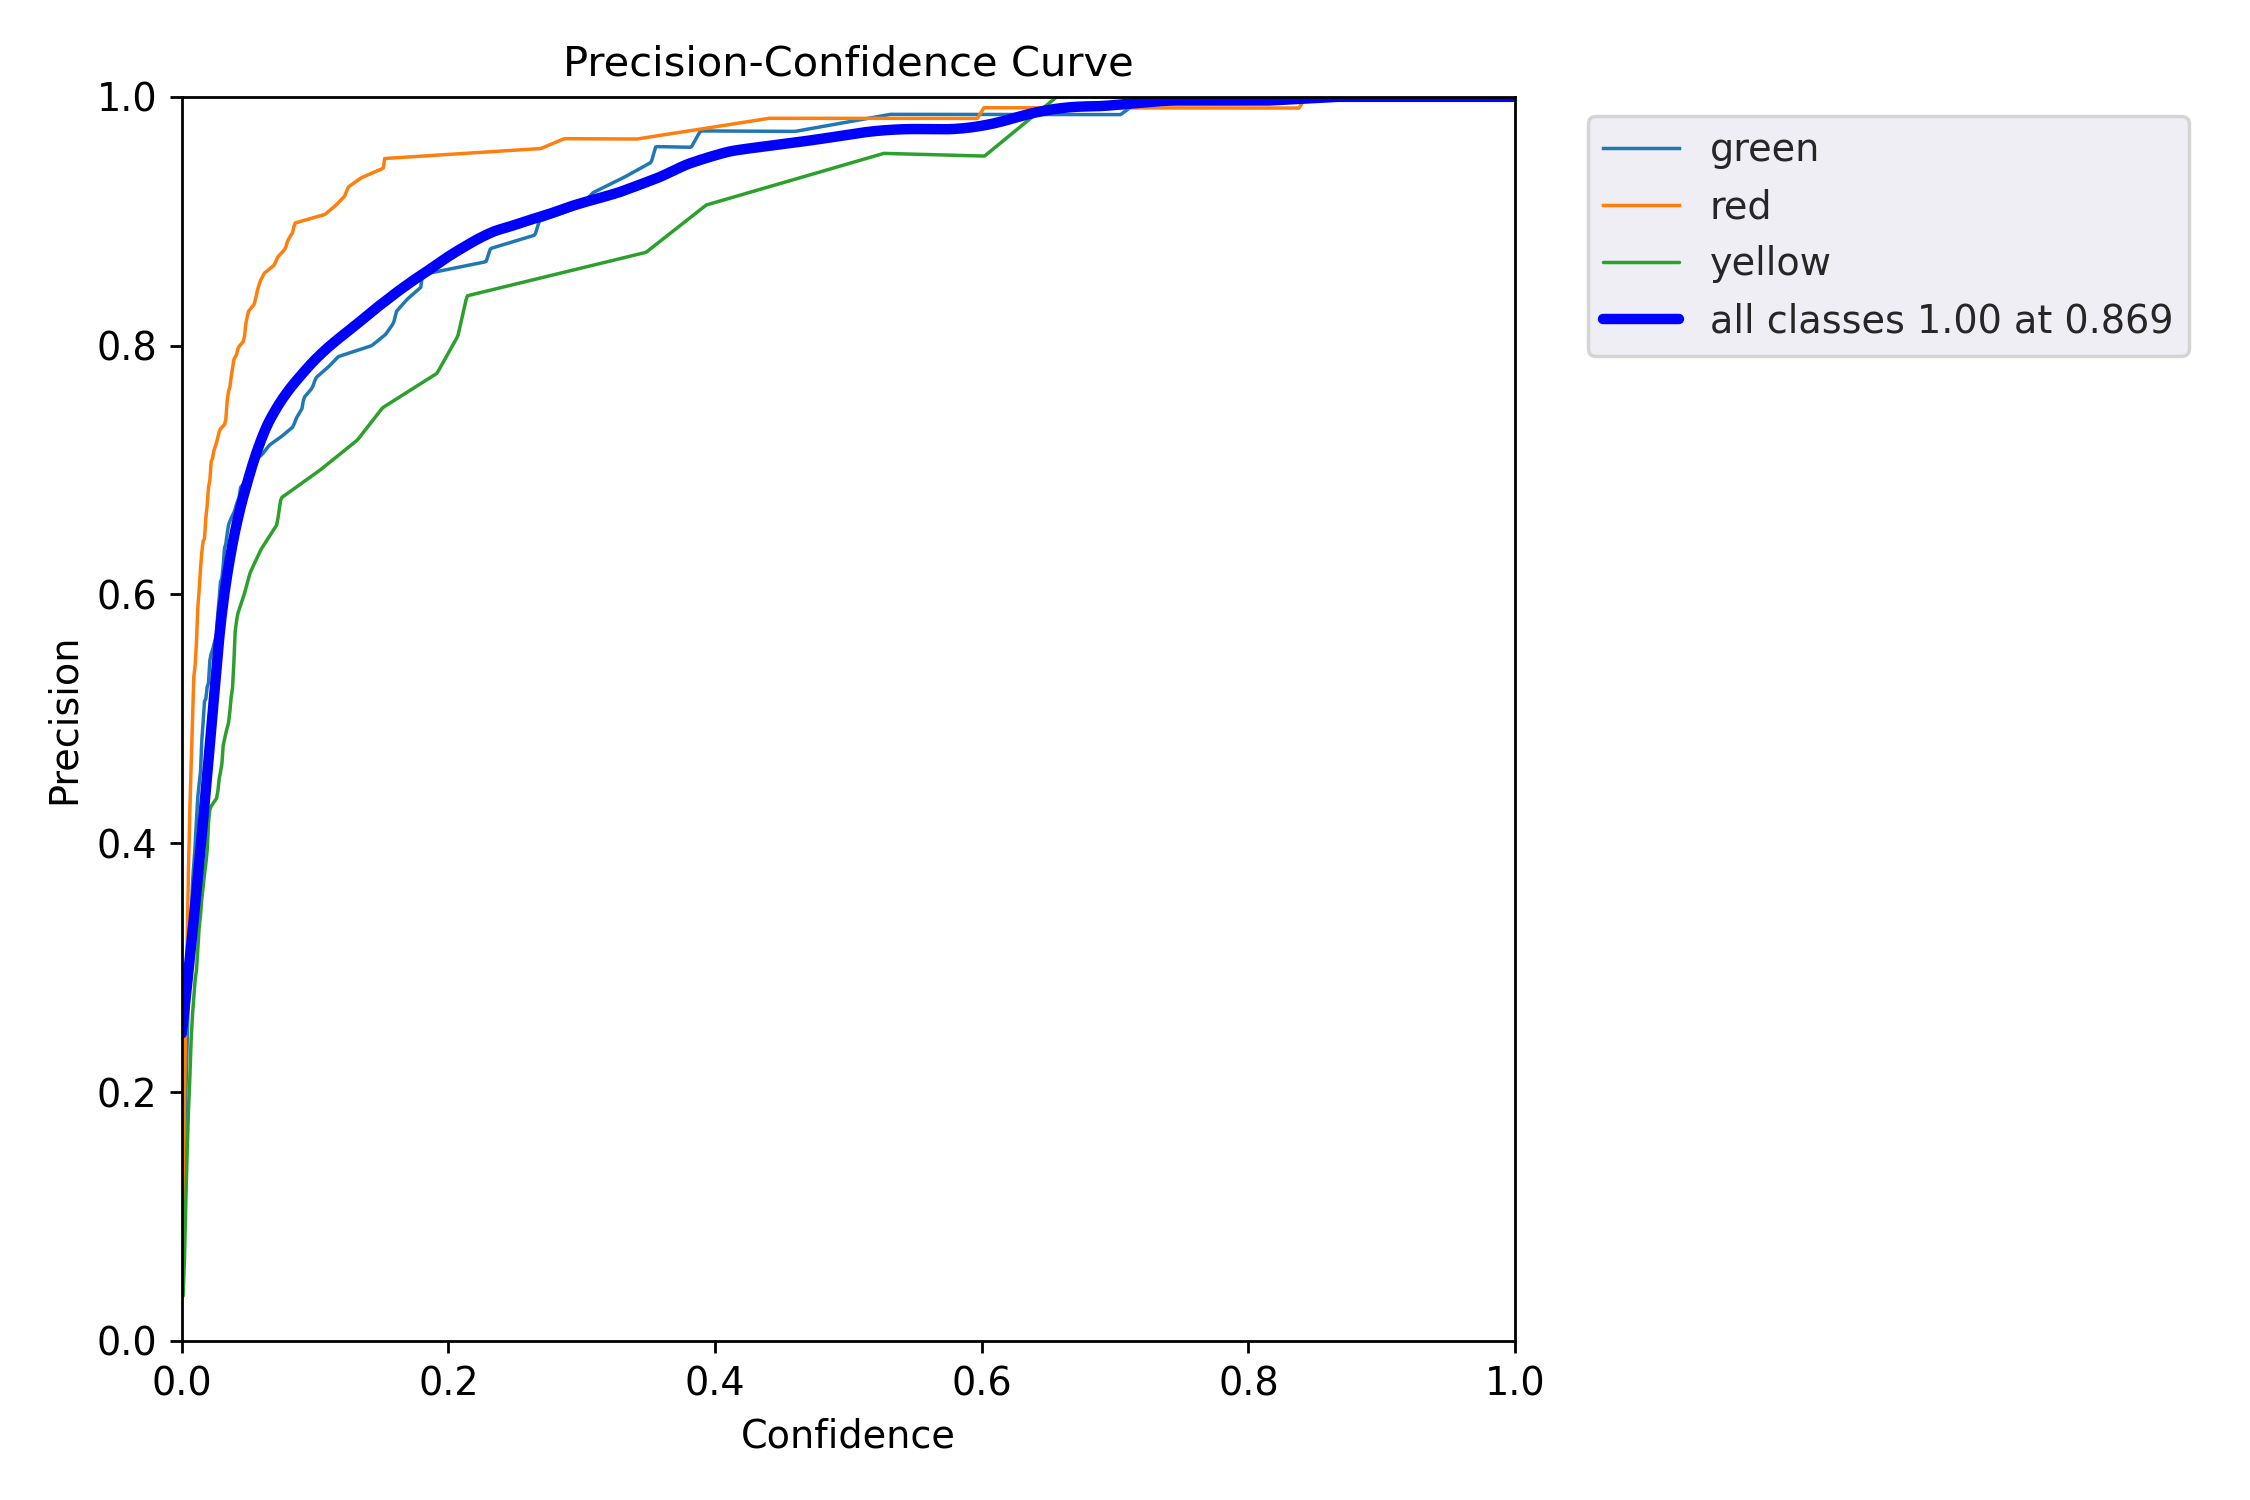 Precision-Confidence Curve
1.0
0.8
0.6
0.4
0.2
0.0
Precision
0.0 0.2 0.4 0.6 0.8 1.0
Confidence
green
red
yellow
all classes 1.00 at 0.869